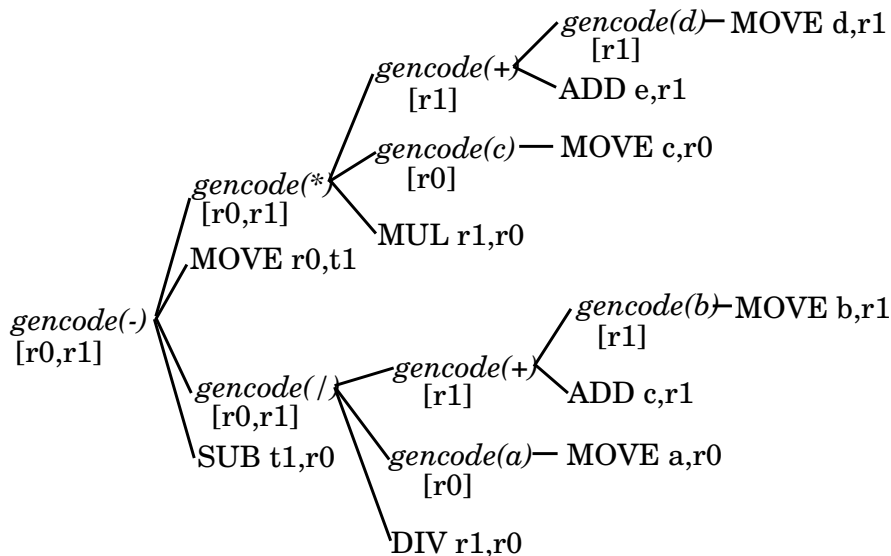 gencode(d) MOVE d,r1
[r1]
gencode(+)
[r1]
ADD e,r1
gencode(c) MOVE c,r0
[r0]
gencode(*)
[r0,r1]
MUL r1,r0
MOVE r0,t1
gencode(-)
[r0,r1]
gencode(b) MOVE b,r1
[r1]
gencode(+)
[r1]
ADD c,r1
gencode(/)
[r0,r1]
SUB t1,r0
gencode(a) MOVE a,r0
[r0]
DIV r1,r0